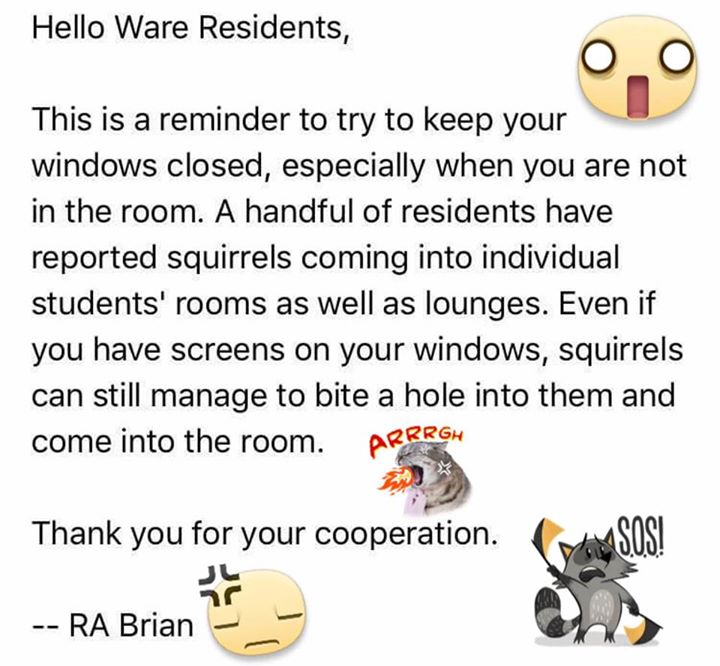 Hello Ware Residents,
This is a reminder to try to keep your
windows closed, especially when you are not
in the room. A handful of residents have
reported squirrels coming into individual
students' rooms as well as lounges. Even if
you have screens on your windows, squirrels
can still manage to bite a hole into them and
come into the room.
ARRRGH
Thank you for your cooperation.
S.O.S!
-- RA Brian